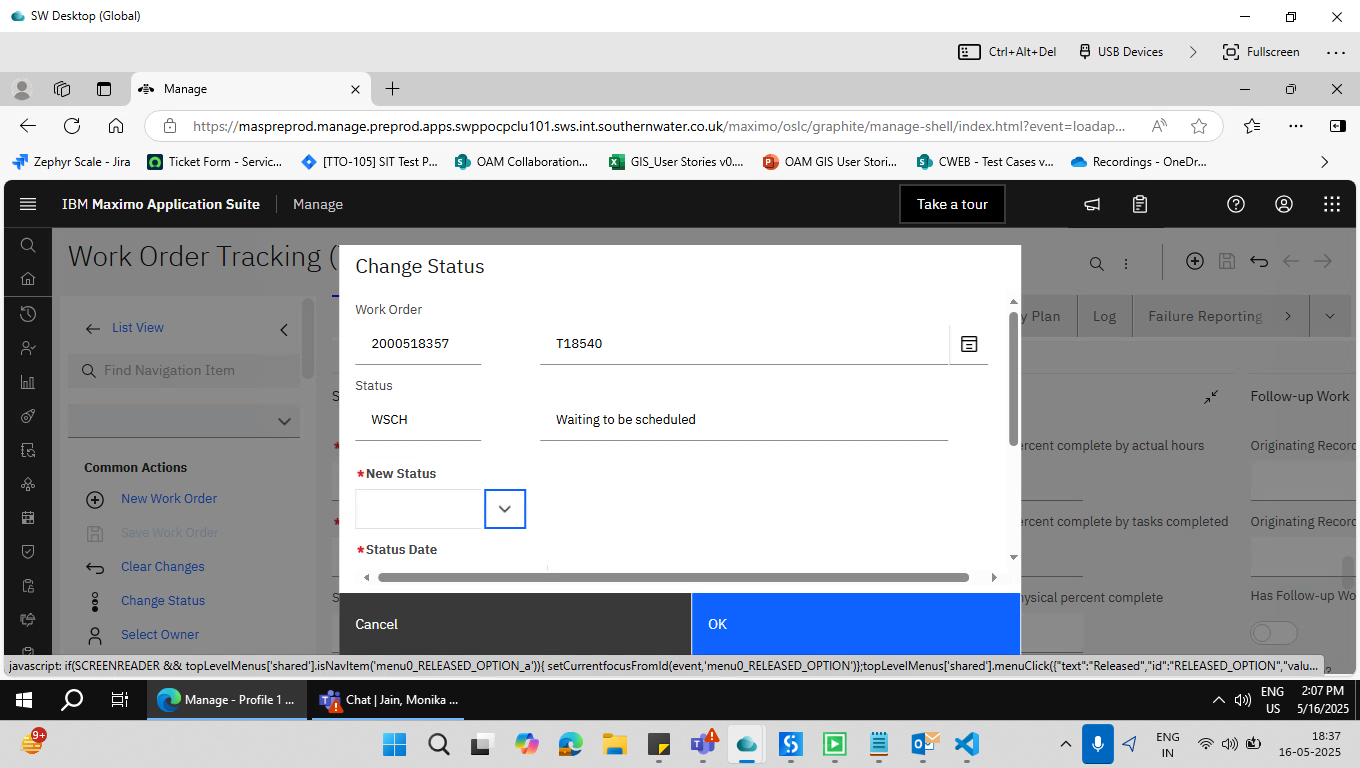 SW Desktop (Global)
Ctrl+Alt+Del
USB Devices
Fullscreen
Manage
https://maspreprod.manage.preprod.apps.swppocpclu101.sws.int.southernwater.co.uk/maximo/oslc/graphite/manage-shell/index.html?event=loadap...
Zephyr Scale - Jira
Ticket Form - Servic...
[TTO-105] SIT Test P...
OAM Collaboration...
GIS_User Stories v0....
OAM GIS User Stori...
CWEB - Test Cases v...
Recordings - OneDr...
IBM Maximo Application Suite
Manage
Take a tour
Work Order Tracking (
Change Status
List View
Find Navigation Item
Common Actions
New Work Order
Save Work Order
Clear Changes
Change Status
Select Owner
Work Order
2000518357
T18540
Status
WSCH
Waiting to be scheduled
*New Status
*Status Date
Cancel
OK
y Plan
Log
Failure Reporting
Follow-up Work
ercent complete by actual hours
Originating Recor
ercent complete by tasks completed
Originating Recor
ysical percent complete
Has Follow-up Wo
javascript: if(SCREENREADER && topLevelMenus['shared'].isNavItem('menu0_RELEASED_OPTION_a')){ setCurrentfocusFromId(event,'menu0_RELEASED_OPTION')};topLevelMenus['shared'].menuClick({"text":"Released","id":"RELEASED_OPTION","valu...
Manage - Profile 1 ...
Chat | Jain, Monika ...
ENG
US
2:07 PM
5/16/2025
9+
ENG
IN
18:37
16-05-2025